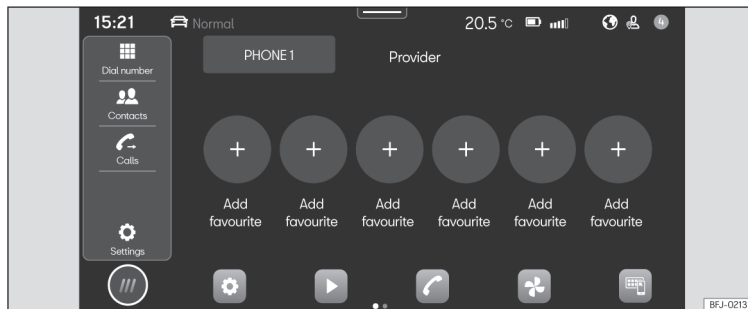 15:21 Normal 20.5 °C 4
PHONE 1 Provider
Dial number
Contacts
Calls
Settings
Add favourite
Add favourite
Add favourite
Add favourite
Add favourite
Add favourite
BFJ-0213